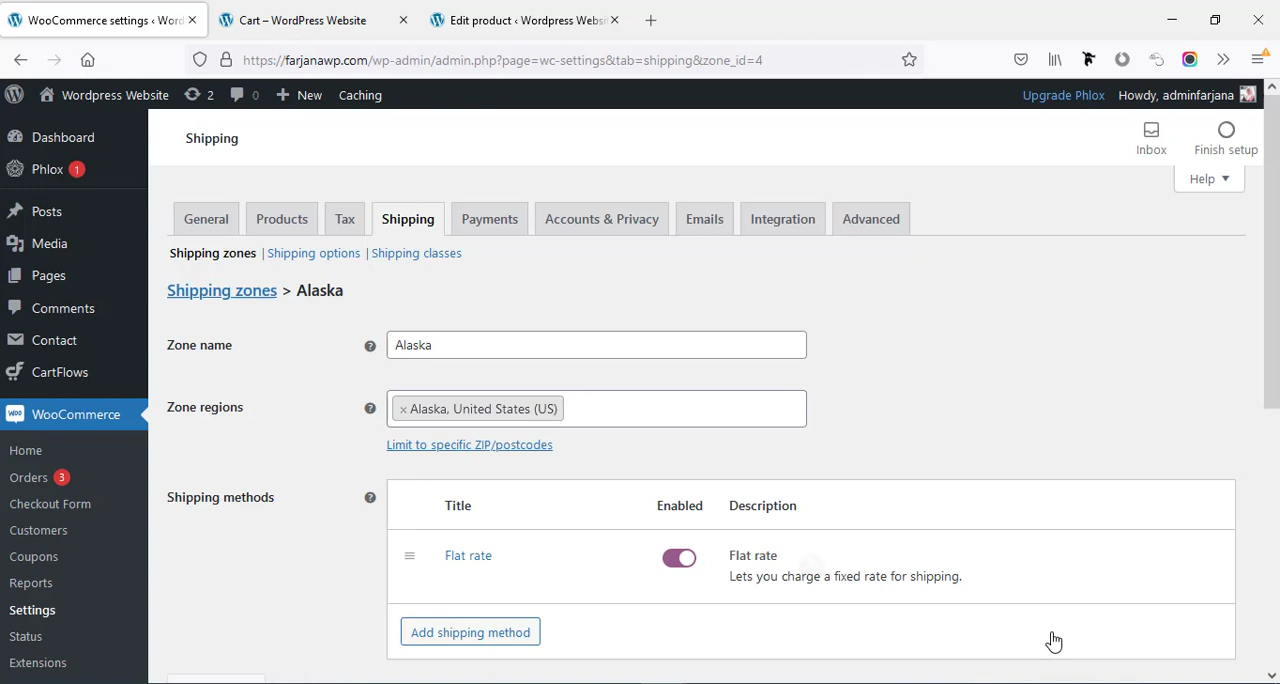 WooCommerce settings ‹ Word
Cart – WordPress Website
Edit product ‹ Wordpress Websi
https://farjanawp.com/wp-admin/admin.php?page=wc-settings&tab=shipping&zone_id=4
Wordpress Website
2
0
New
Caching
Upgrade Phlox
Howdy, adminfarjana
Dashboard
Phlox 1
Posts
Media
Pages
Comments
Contact
CartFlows
WooCommerce
Home
Orders 3
Checkout Form
Customers
Coupons
Reports
Settings
Status
Extensions
Shipping
Inbox
Finish setup
Help
General
Products
Tax
Shipping
Payments
Accounts & Privacy
Emails
Integration
Advanced
Shipping zones | Shipping options | Shipping classes
Shipping zones > Alaska
Zone name
Alaska
Zone regions
× Alaska, United States (US)
Limit to specific ZIP/postcodes
Shipping methods
Title
Enabled
Description
Flat rate
Flat rate
Lets you charge a fixed rate for shipping.
Add shipping method